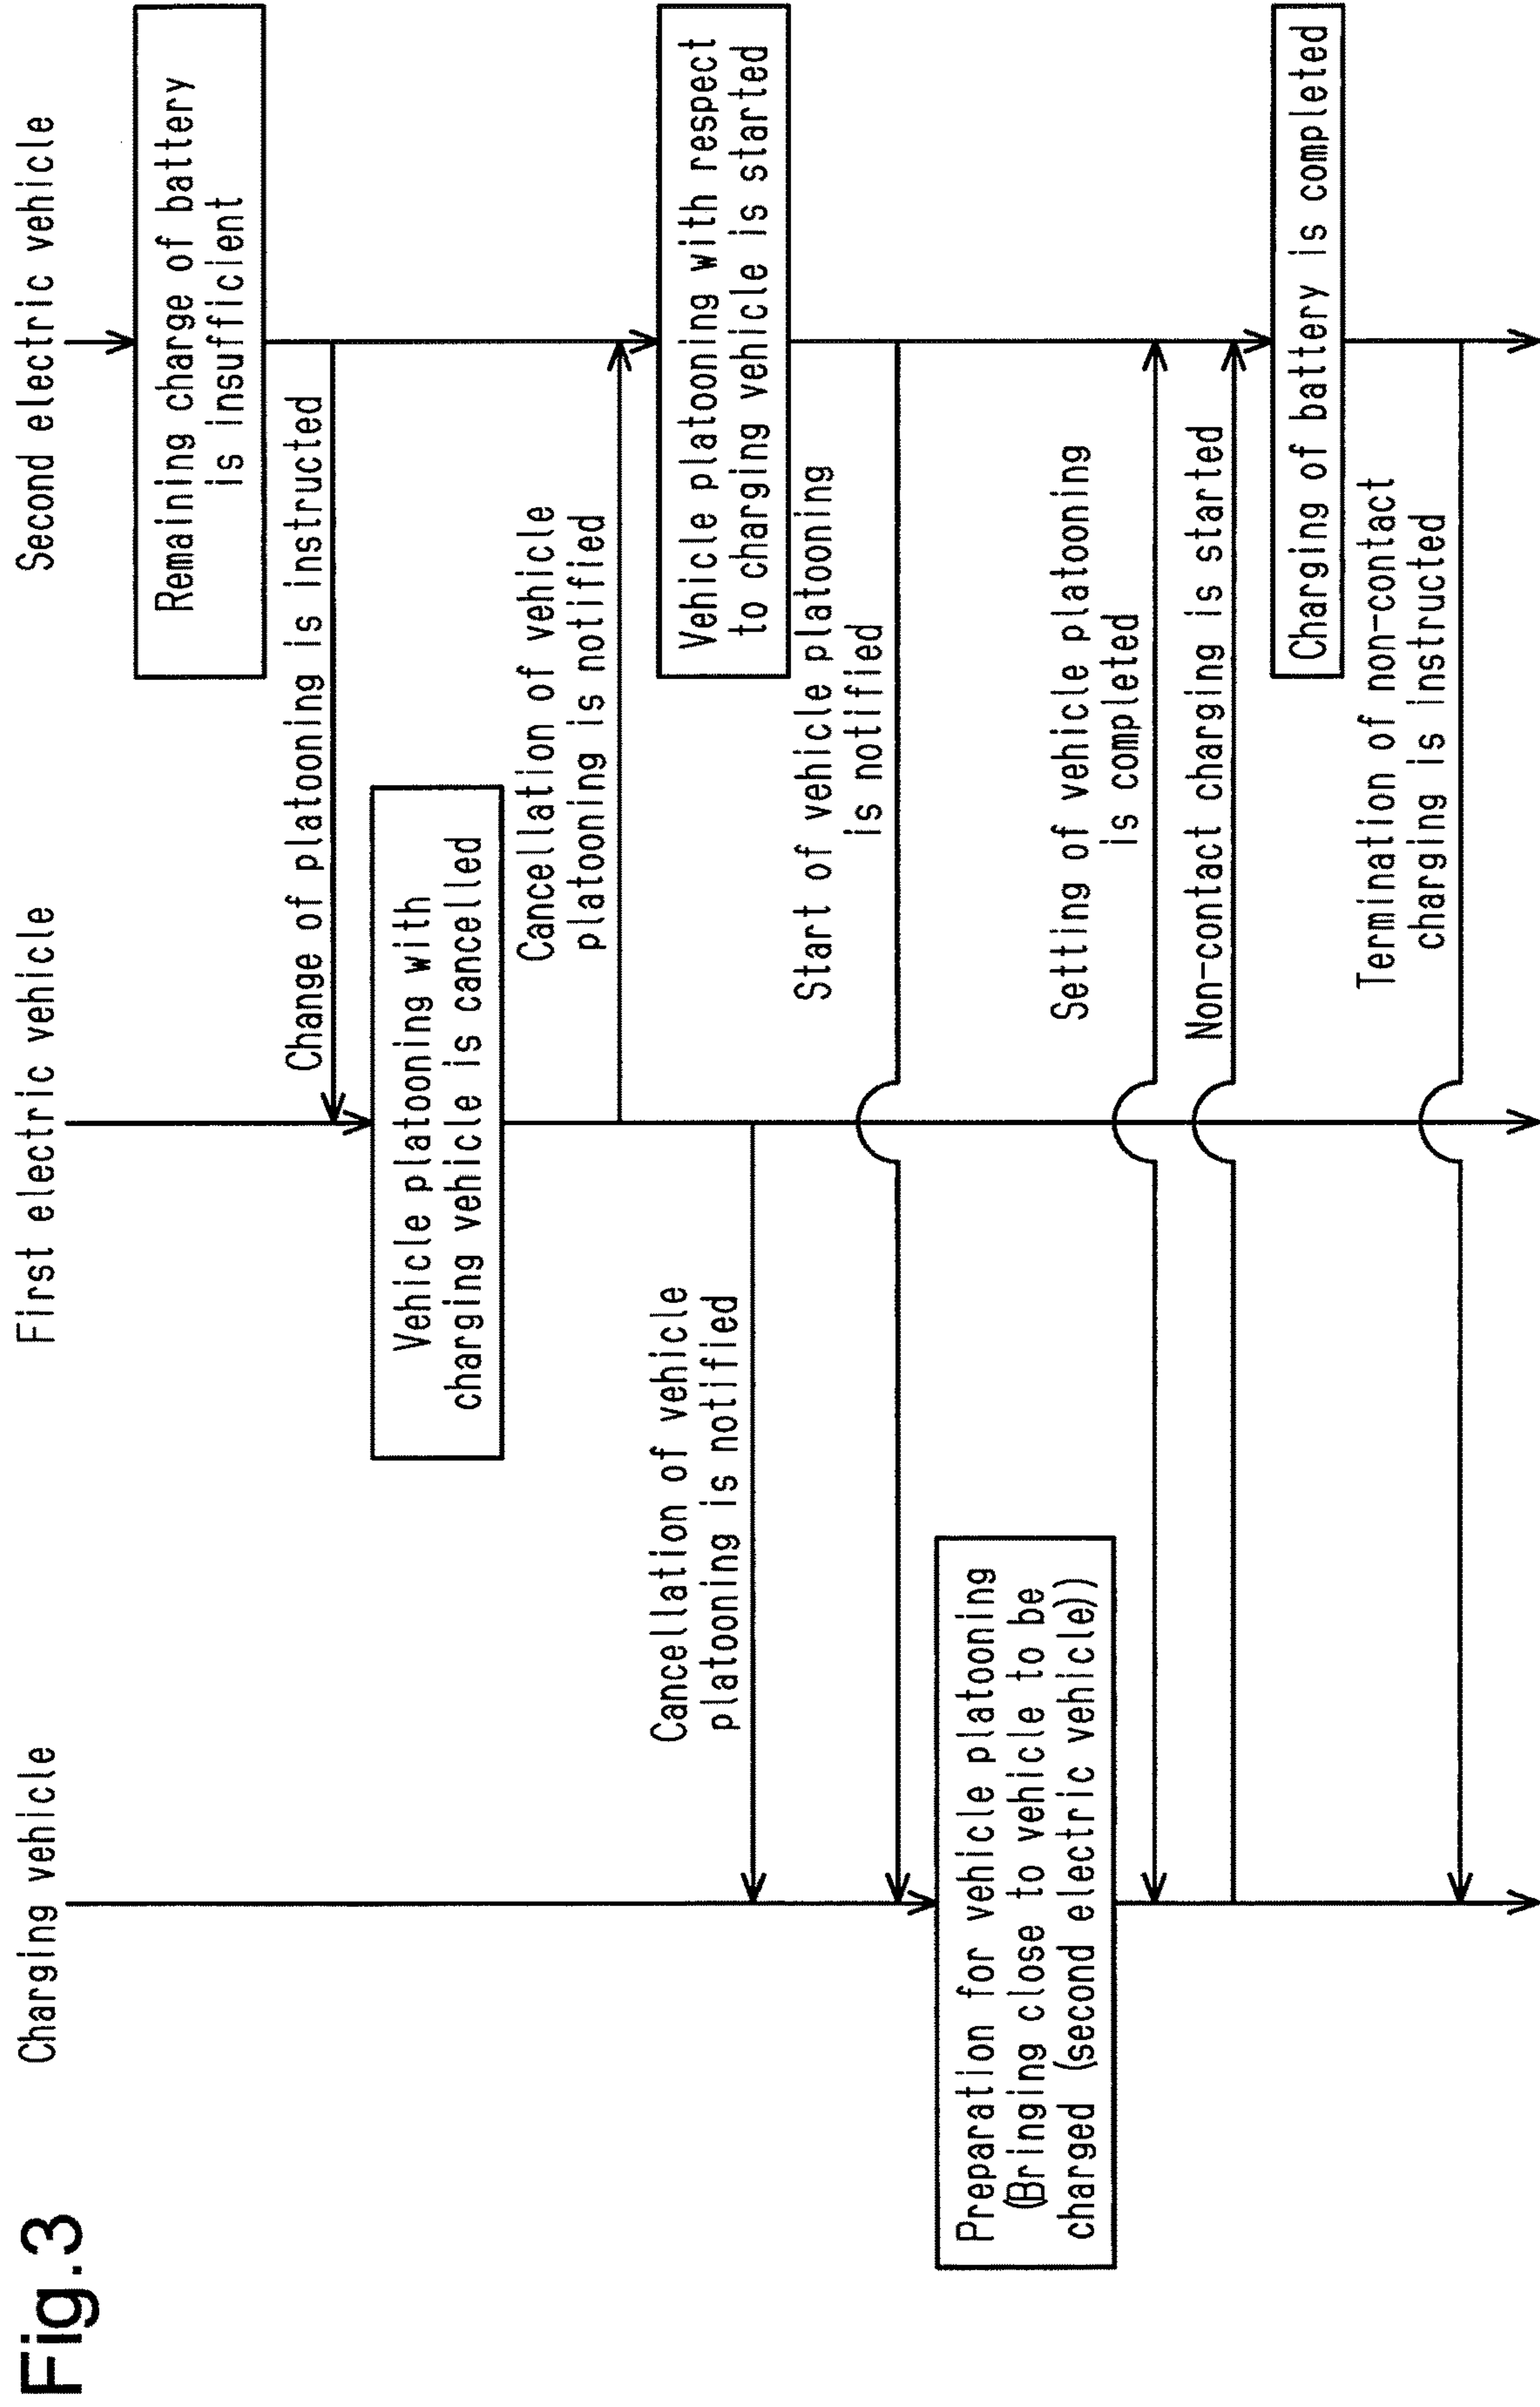 Fig.3
Charging vehicle
First electric vehicle
Second electric vehicle
Remaining charge of battery
is insufficient
Change of platooning is instructed
Vehicle platooning with
charging vehicle is cancelled
Cancellation of vehicle
platooning is notified
Cancellation of vehicle
platooning is notified
Vehicle platooning with respect
to charging vehicle is started
Start of vehicle platooning
is notified
Preparation for vehicle platooning
(Bringing close to vehicle to be
charged (second electric vehicle))
Setting of vehicle platooning
is completed
Non-contact charging is started
Charging of battery is completed
Termination of non-contact
charging is instructed